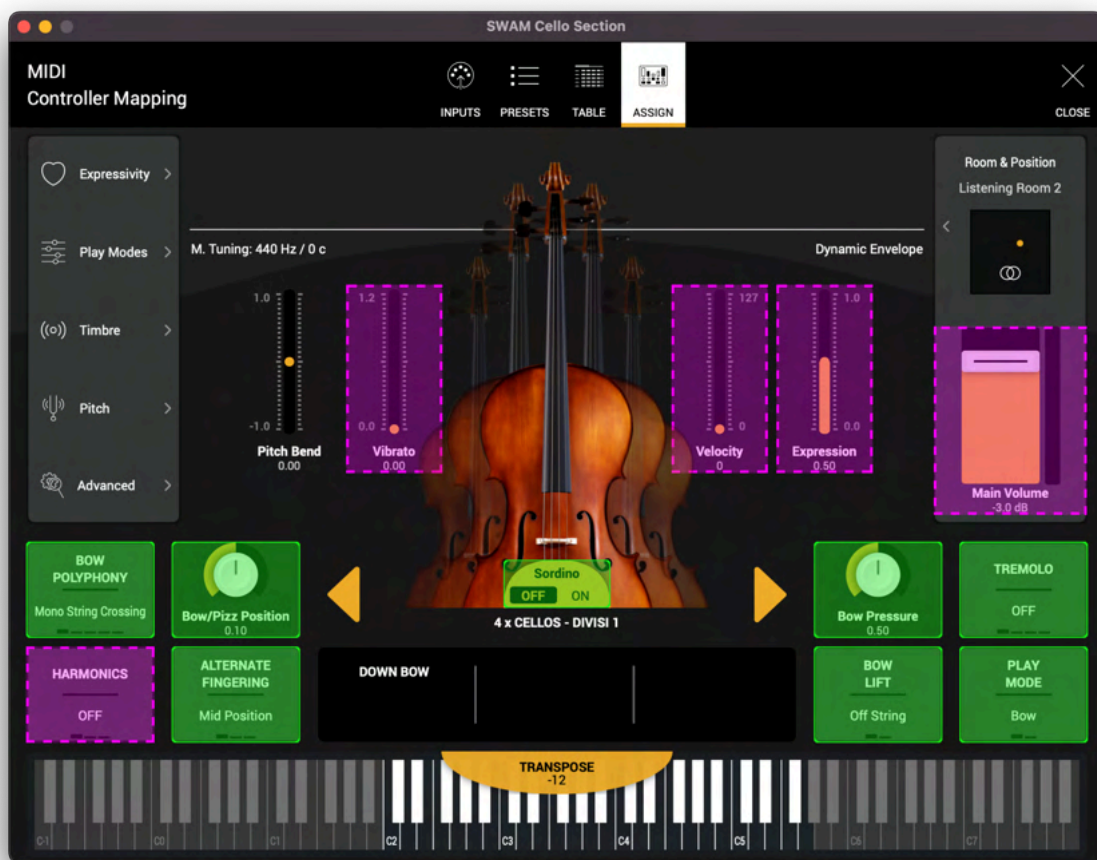 SWAM Cello Section
MIDI
Controller Mapping
INPUTS
PRESETS
TABLE
ASSIGN
CLOSE
Expressivity
Play Modes
Timbre
Pitch
Advanced
M. Tuning: 440 Hz / 0 c
Dynamic Envelope
Room & Position
Listening Room 2
1.0
-1.0
Pitch Bend
0.00
1.2
0.0
Vibrato
0.00
127
0
Velocity
0
1.0
0.0
Expression
0.50
Main Volume
-3.0 dB
BOW
POLYPHONY
Mono String Crossing
Bow/Pizz Position
0.10
Sordino
OFF ON
4 x CELLOS - DIVISI 1
Bow Pressure
0.50
TREMOLO
OFF
HARMONICS
OFF
ALTERNATE
FINGERING
Mid Position
DOWN BOW
BOW
LIFT
Off String
PLAY
MODE
Bow
TRANSPOSE
-12
C-1 C0 C1 C2 C3 C4 C5 C6 C7